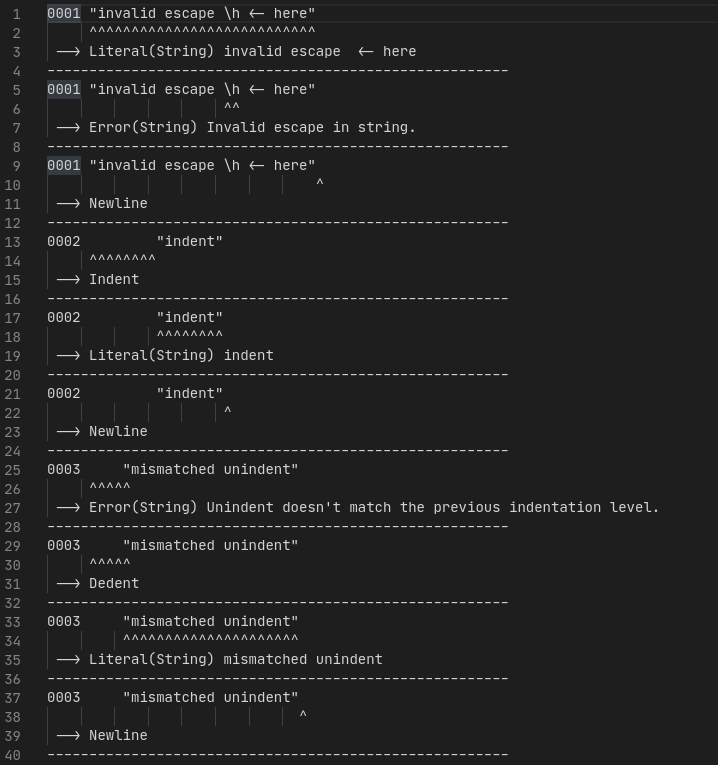 1 0001 "invalid escape \h <- here"
2      ^^^^^^^^^^^^^^^^^^^^^^^^^^^
3  --> Literal(String) invalid escape  <- here
4 -------------------------------------------------------
5 0001 "invalid escape \h <- here"
6                      ^^
7  --> Error(String) Invalid escape in string.
8 -------------------------------------------------------
9 0001 "invalid escape \h <- here"
10                                 ^
11  --> Newline
12 -------------------------------------------------------
13 0002         "indent"
14      ^^^^^^^^
15  --> Indent
16 -------------------------------------------------------
17 0002         "indent"
18              ^^^^^^^^
19  --> Literal(String) indent
20 -------------------------------------------------------
21 0002         "indent"
22                      ^
23  --> Newline
24 -------------------------------------------------------
25 0003     "mismatched unindent"
26      ^^^^^
27  --> Error(String) Unindent doesn't match the previous indentation level.
28 -------------------------------------------------------
29 0003     "mismatched unindent"
30      ^^^^^
31  --> Dedent
32 -------------------------------------------------------
33 0003     "mismatched unindent"
34          ^^^^^^^^^^^^^^^^^^^^^
35  --> Literal(String) mismatched unindent
36 -------------------------------------------------------
37 0003     "mismatched unindent"
38                               ^
39  --> Newline
40 -------------------------------------------------------